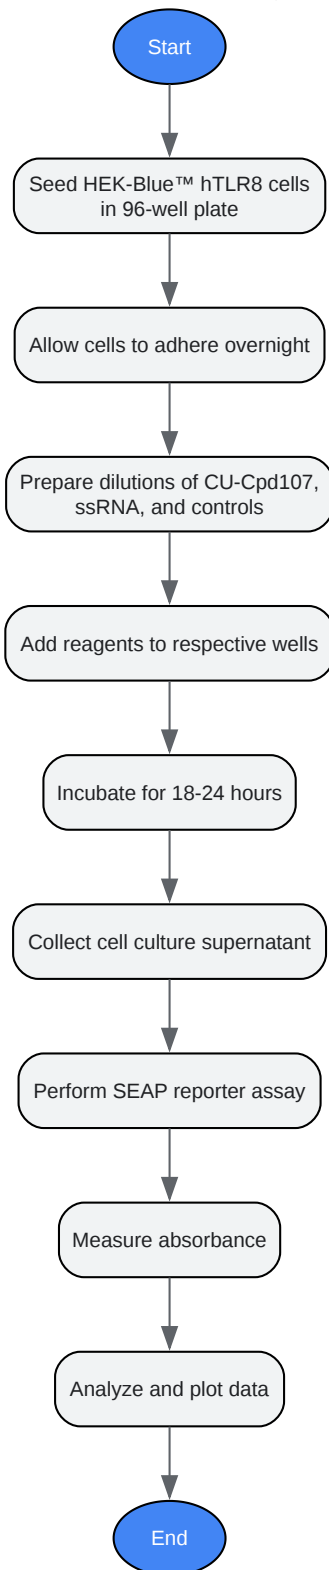 Start
Seed HEK-Blue™ hTLR8 cells
in 96-well plate
Allow cells to adhere overnight
Prepare dilutions of CU-Cpd107,
ssRNA, and controls
Add reagents to respective wells
Incubate for 18-24 hours
Collect cell culture supernatant
Perform SEAP reporter assay
Measure absorbance
Analyze and plot data
End